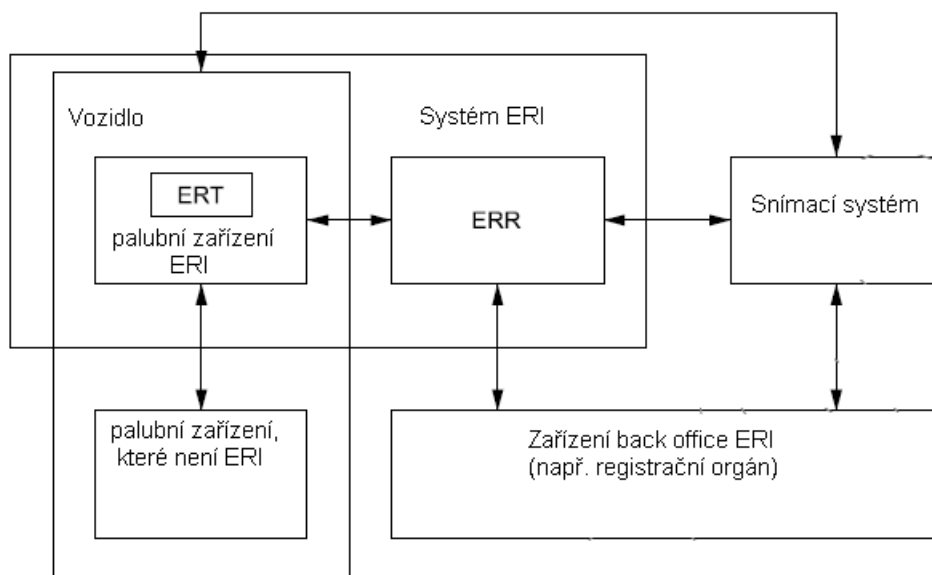 Vozidlo
Systém ERI
ERT
palubní zařízení
ERI
ERR
Snímací systém
palubní zařízení,
které není ERI
Zařízení back office ERI
(např. registrační orgán)